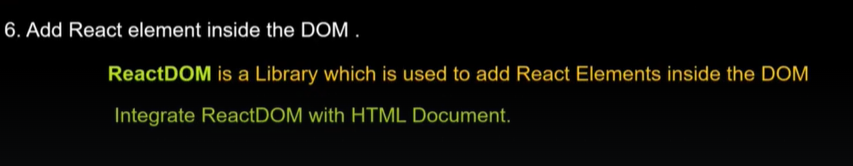 6. Add React element inside the DOM .
ReactDOM is a Library which is used to add React Elements inside the DOM
Integrate ReactDOM with HTML Document.